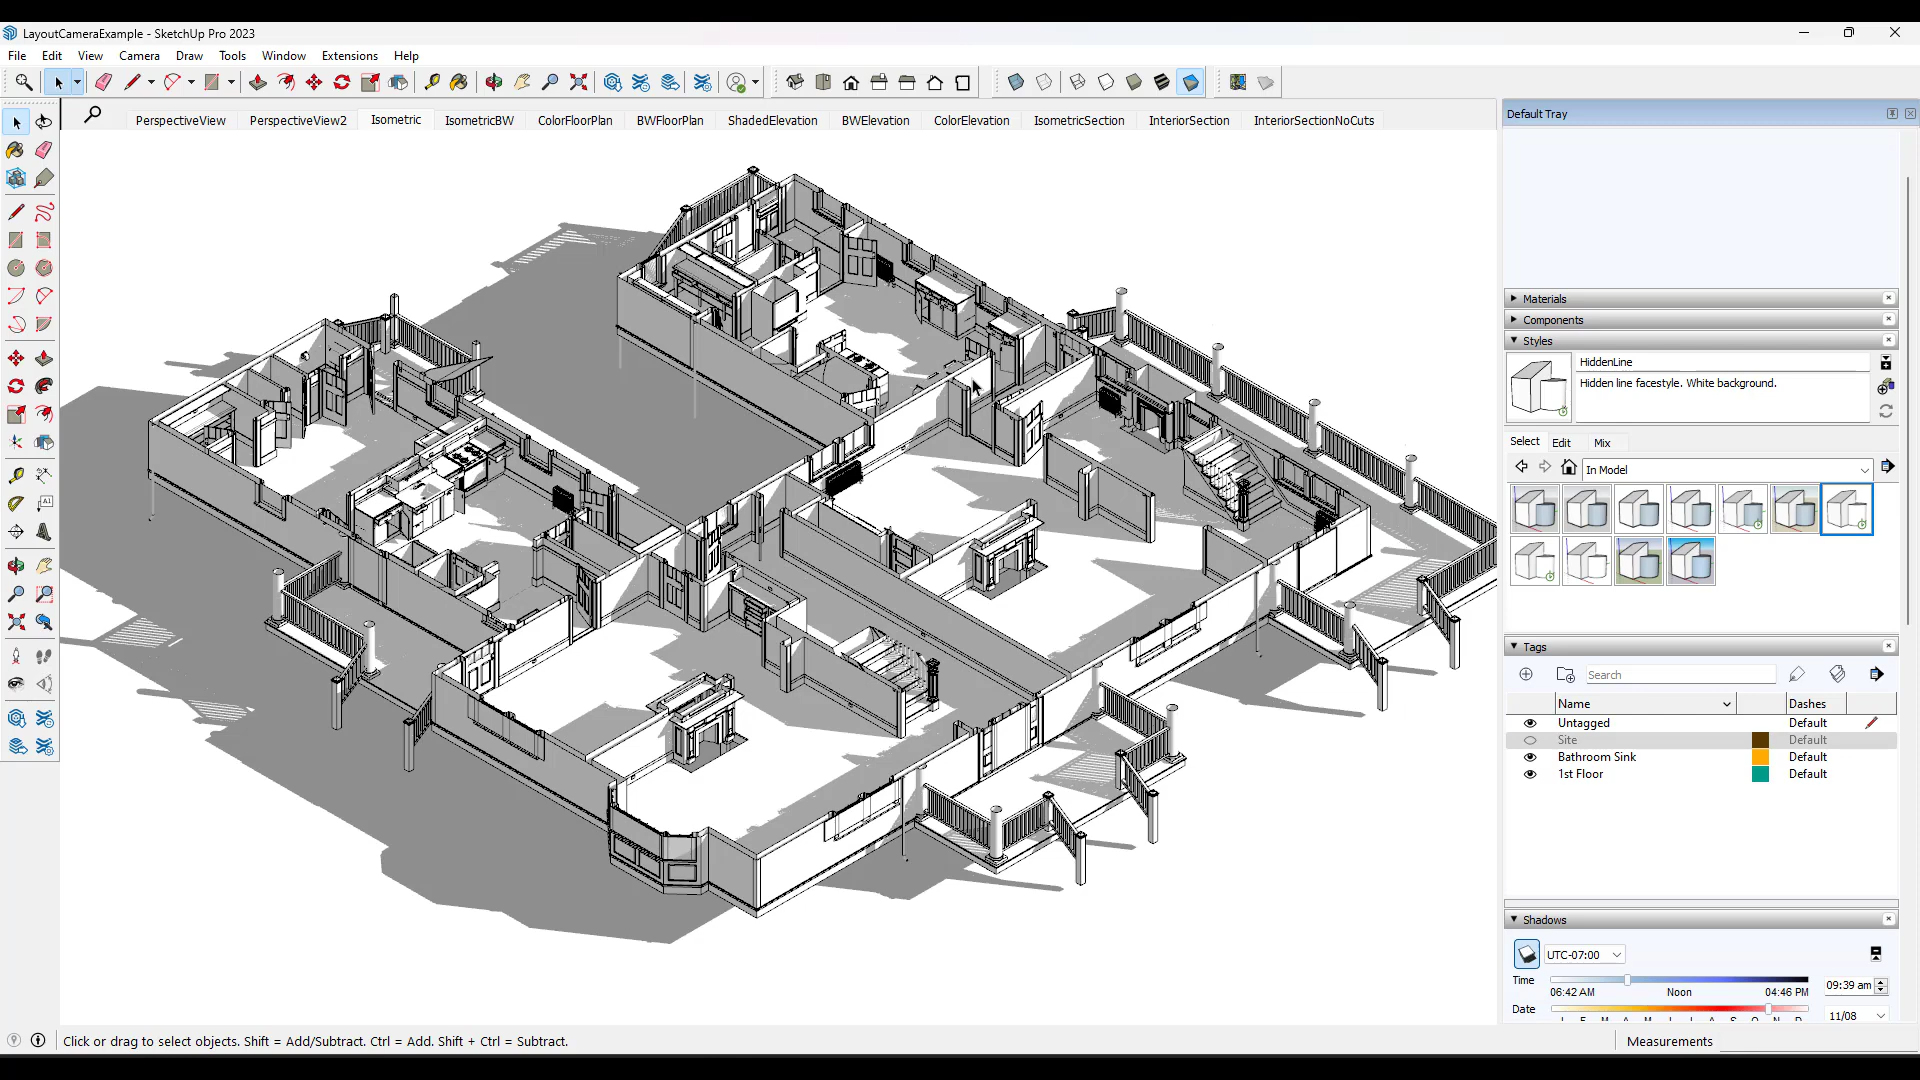 LayoutCameraExample - SketchUp Pro 2023
File Edit View Camera Draw Tools Window Extensions Help
PerspectiveView PerspectiveView2 Isometric IsometricBW ColorFloorPlan BWFloorPlan ShadedElevation BWElevation ColorElevation IsometricSection InteriorSection InteriorSectionNoCuts
Default Tray
Materials
Components
Styles
HiddenLine
Hidden line facestyle. White background.
Select Edit Mix
In Model
Tags
Search
Name Dashes
Untagged Default
Site Default
Bathroom Sink Default
1st Floor Default
Shadows
UTC-07:00
Time 06:42 AM Noon 04:46 PM 09:39 am
Date 11/08
Click or drag to select objects. Shift = Add/Subtract. Ctrl = Add. Shift + Ctrl = Subtract.
Measurements